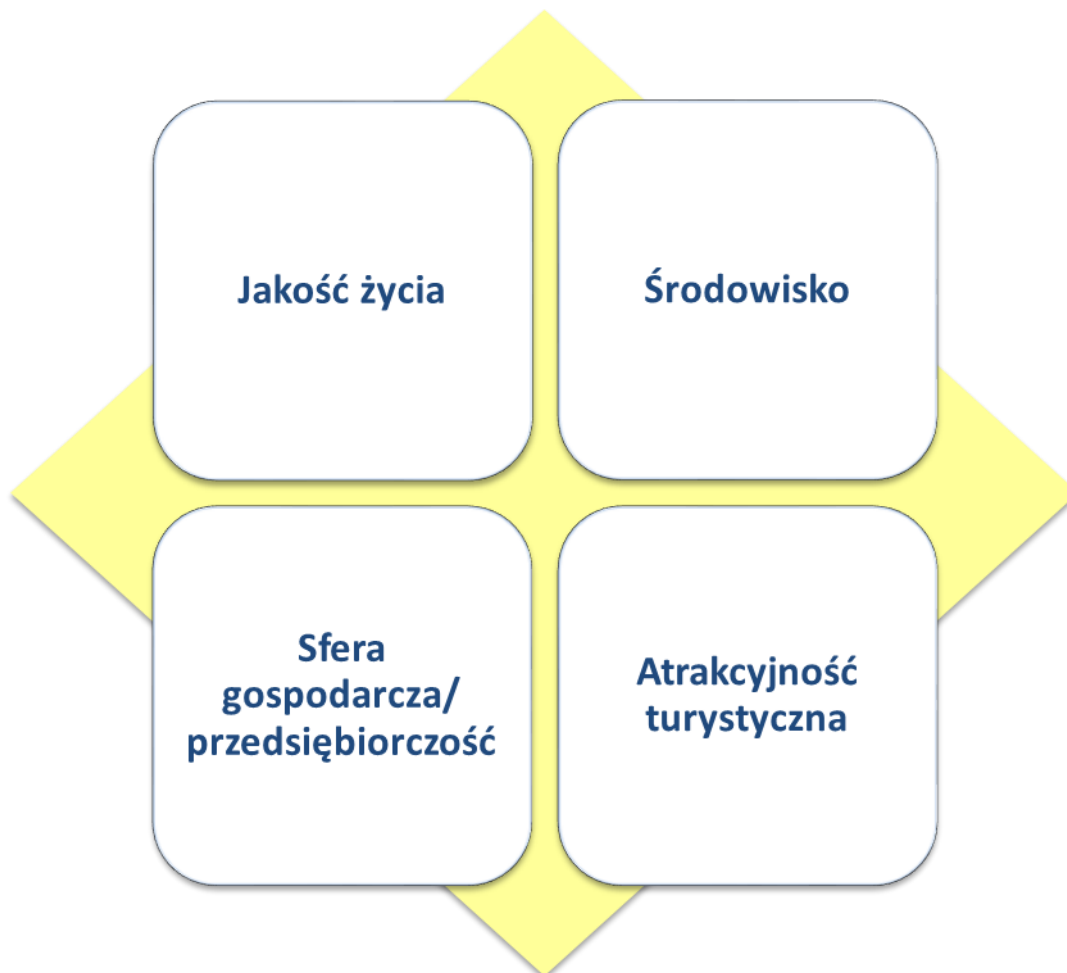 Jakość życia
Środowisko
Sfera
gospodarcza/
przedsiębiorczość
Atrakcyjność
turystyczna